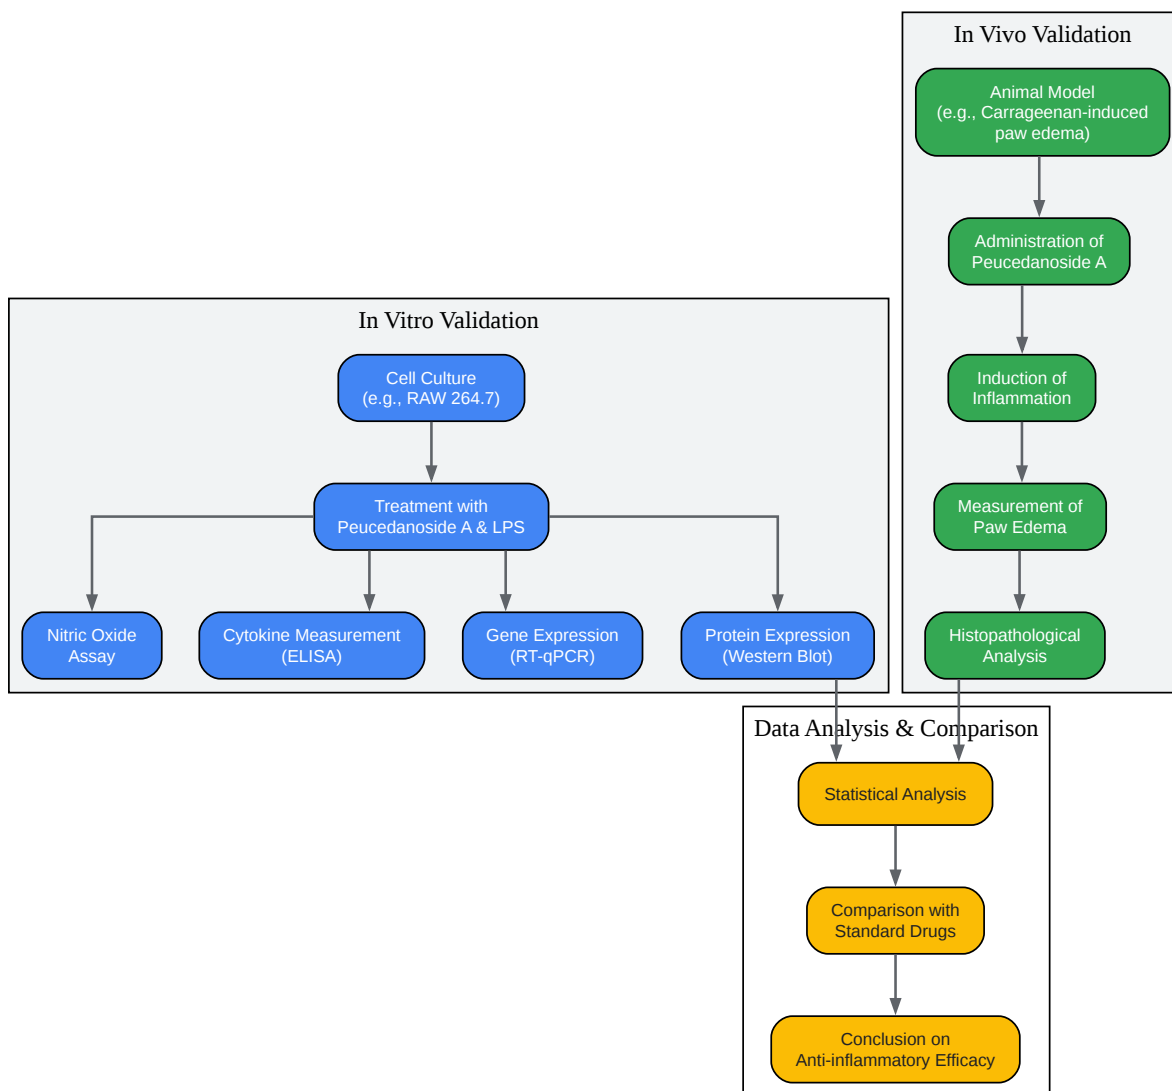 In Vivo Validation
Animal Model
(e.g., Carrageenan-induced
paw edema)
Administration of
Peucedanoside A
Induction of
Inflammation
Measurement of
Paw Edema
Histopathological
Analysis
In Vitro Validation
Cell Culture
(e.g., RAW 264.7)
Treatment with
Peucedanoside A & LPS
Nitric Oxide
Assay
Cytokine Measurement
(ELISA)
Gene Expression
(RT-qPCR)
Protein Expression
(Western Blot)
Data Analysis & Comparison
Statistical Analysis
Comparison with
Standard Drugs
Conclusion on
Anti-inflammatory Efficacy